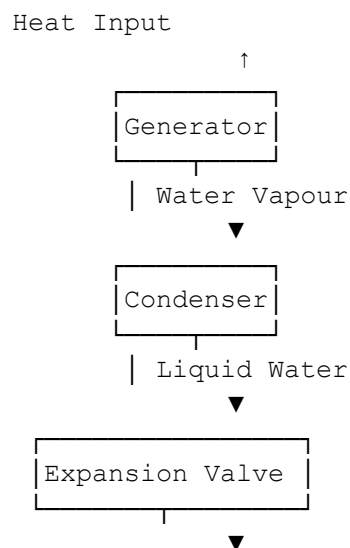 Heat Input
Generator
Water Vapour
Condenser
Liquid Water
Expansion Valve